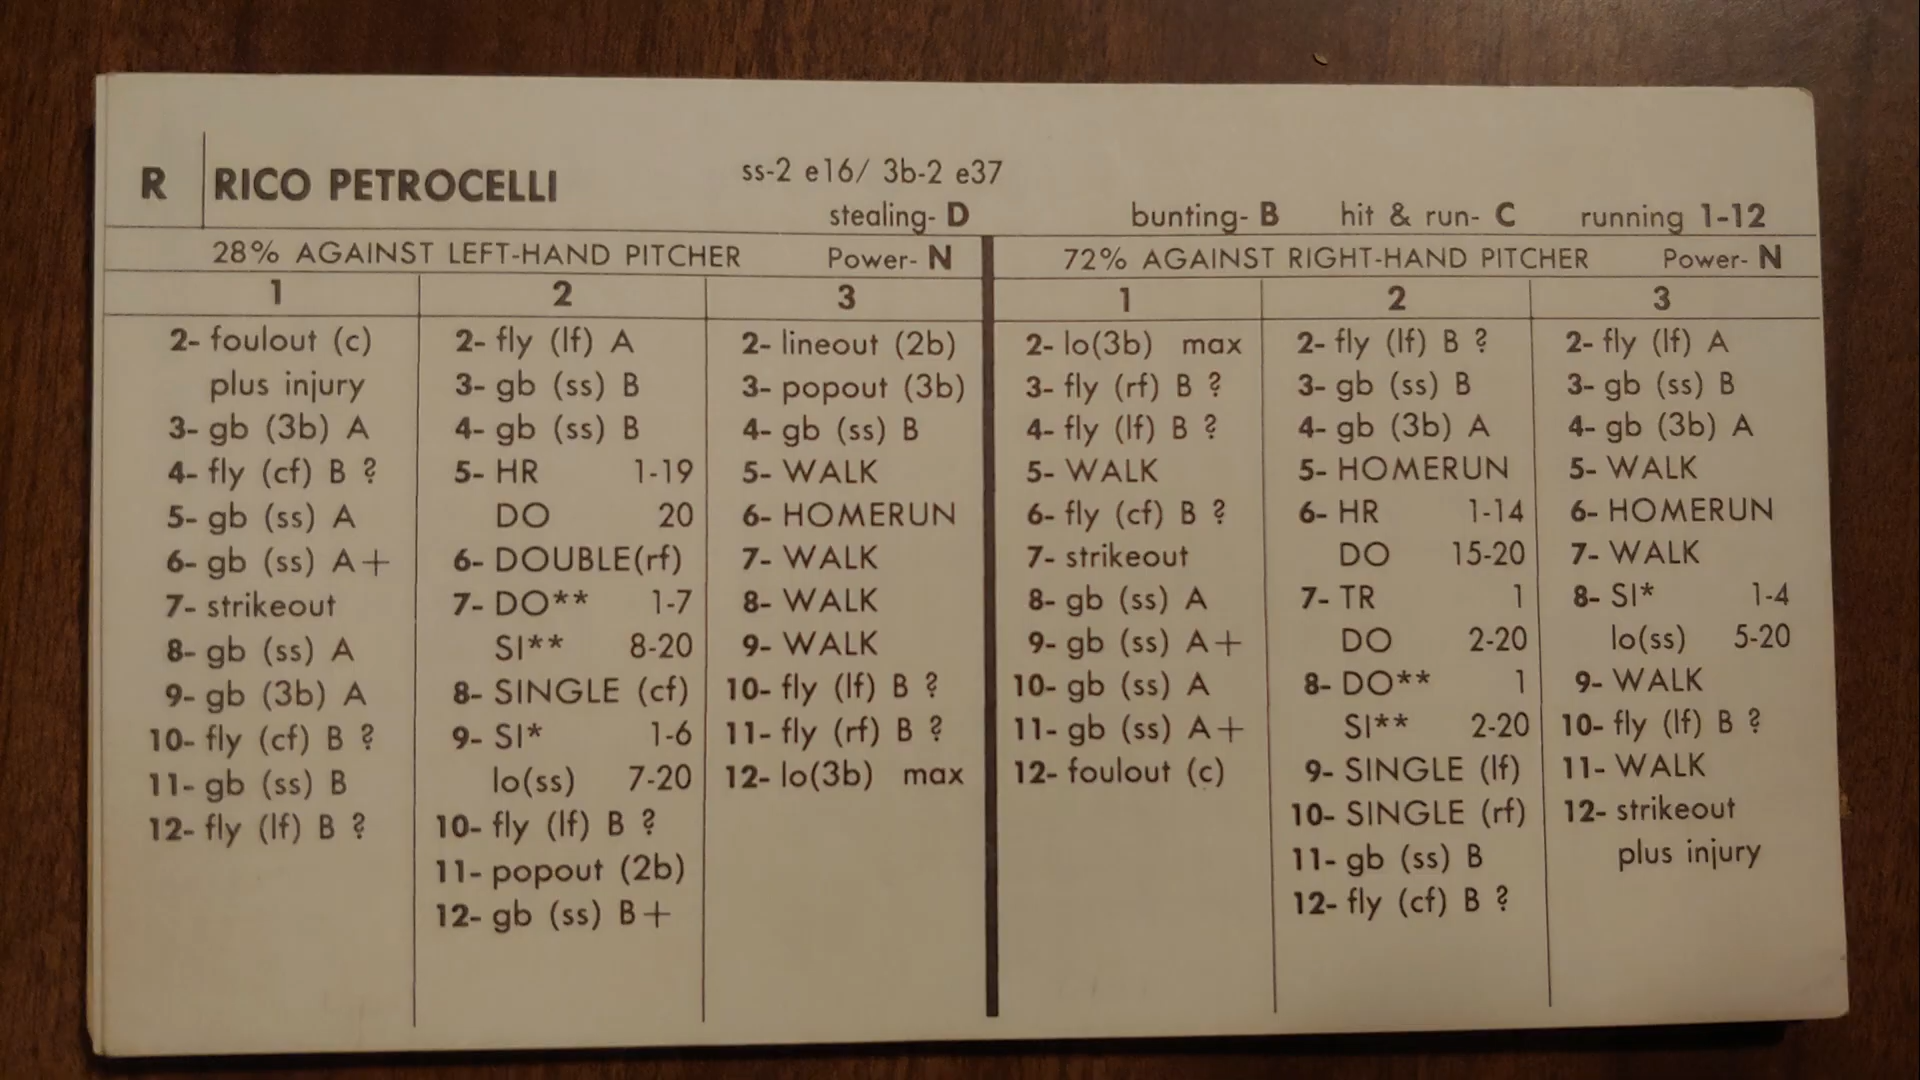 R RICO PETROCELLI ss-2 e16/ 3b-2 e37
stealing- D bunting- B hit & run- C running 1-12
28% AGAINST LEFT-HAND PITCHER Power- N
1
2- foulout (c)
plus injury
3- gb (3b) A
4- fly (cf) B ?
5- gb (ss) A
6- gb (ss) A+
7- strikeout
8- gb (ss) A
9- gb (3b) A
10- fly (cf) B ?
11- gb (ss) B
12- fly (lf) B ?
2
2- fly (lf) A
3- gb (ss) B
4- gb (ss) B
5- HR 1-19
DO 20
6- DOUBLE(rf)
7- DO** 1-7
SI** 8-20
8- SINGLE (cf)
9- SI* 1-6
lo(ss) 7-20
10- fly (lf) B ?
11- popout (2b)
12- gb (ss) B+
3
2- lineout (2b)
3- popout (3b)
4- gb (ss) B
5- WALK
6- HOMERUN
7- WALK
8- WALK
9- WALK
10- fly (lf) B ?
11- fly (rf) B ?
12- lo(3b) max
72% AGAINST RIGHT-HAND PITCHER Power- N
1
2- lo(3b) max
3- fly (rf) B ?
4- fly (lf) B ?
5- WALK
6- fly (cf) B ?
7- strikeout
8- gb (ss) A
9- gb (ss) A+
10- gb (ss) A
11- gb (ss) A+
12- foulout (c)
2
2- fly (lf) B ?
3- gb (ss) B
4- gb (3b) A
5- HOMERUN
6- HR 1-14
DO 15-20
7- TR 1
DO 2-20
8- DO** 1
SI** 2-20
9- SINGLE (lf)
10- SINGLE (rf)
11- gb (ss) B
12- fly (cf) B ?
3
2- fly (lf) A
3- gb (ss) B
4- gb (3b) A
5- WALK
6- HOMERUN
7- WALK
8- SI* 1-4
lo(ss) 5-20
9- WALK
10- fly (lf) B ?
11- WALK
12- strikeout
plus injury